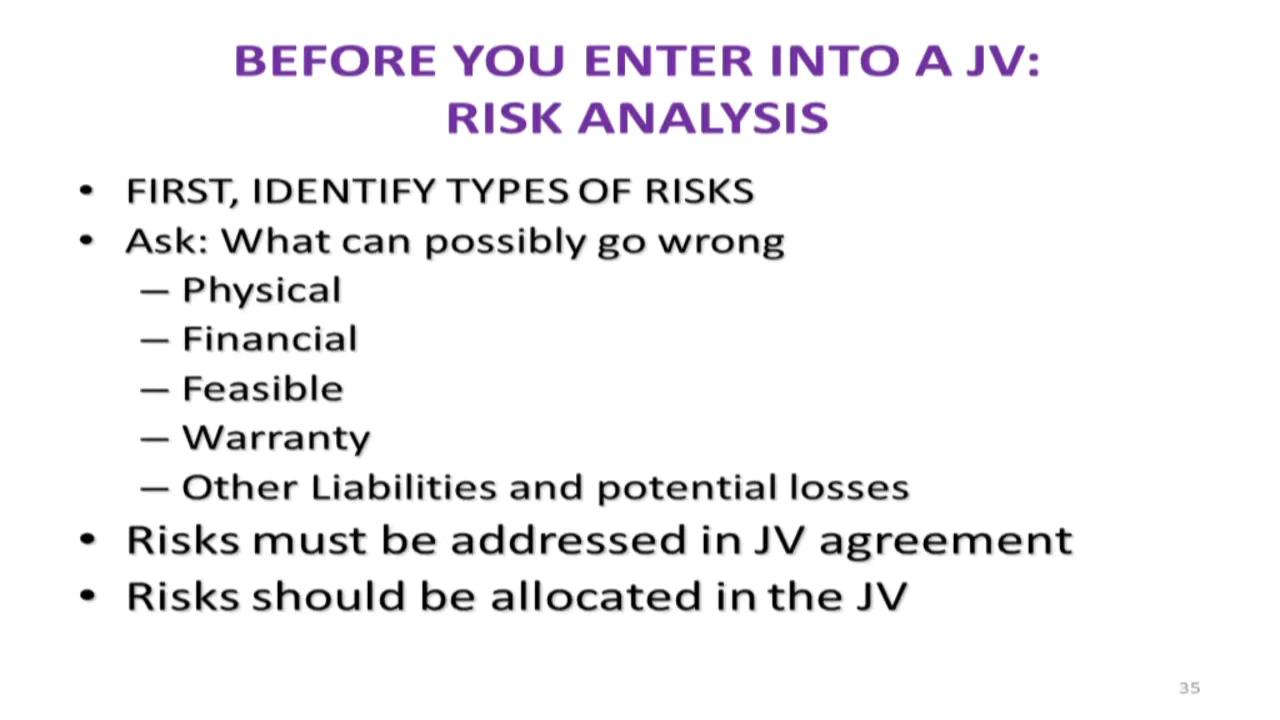 BEFORE YOU ENTER INTO A JV:
RISK ANALYSIS
• FIRST, IDENTIFY TYPES OF RISKS
• Ask: What can possibly go wrong
– Physical
– Financial
– Feasible
– Warranty
– Other Liabilities and potential losses
• Risks must be addressed in JV agreement
• Risks should be allocated in the JV
35